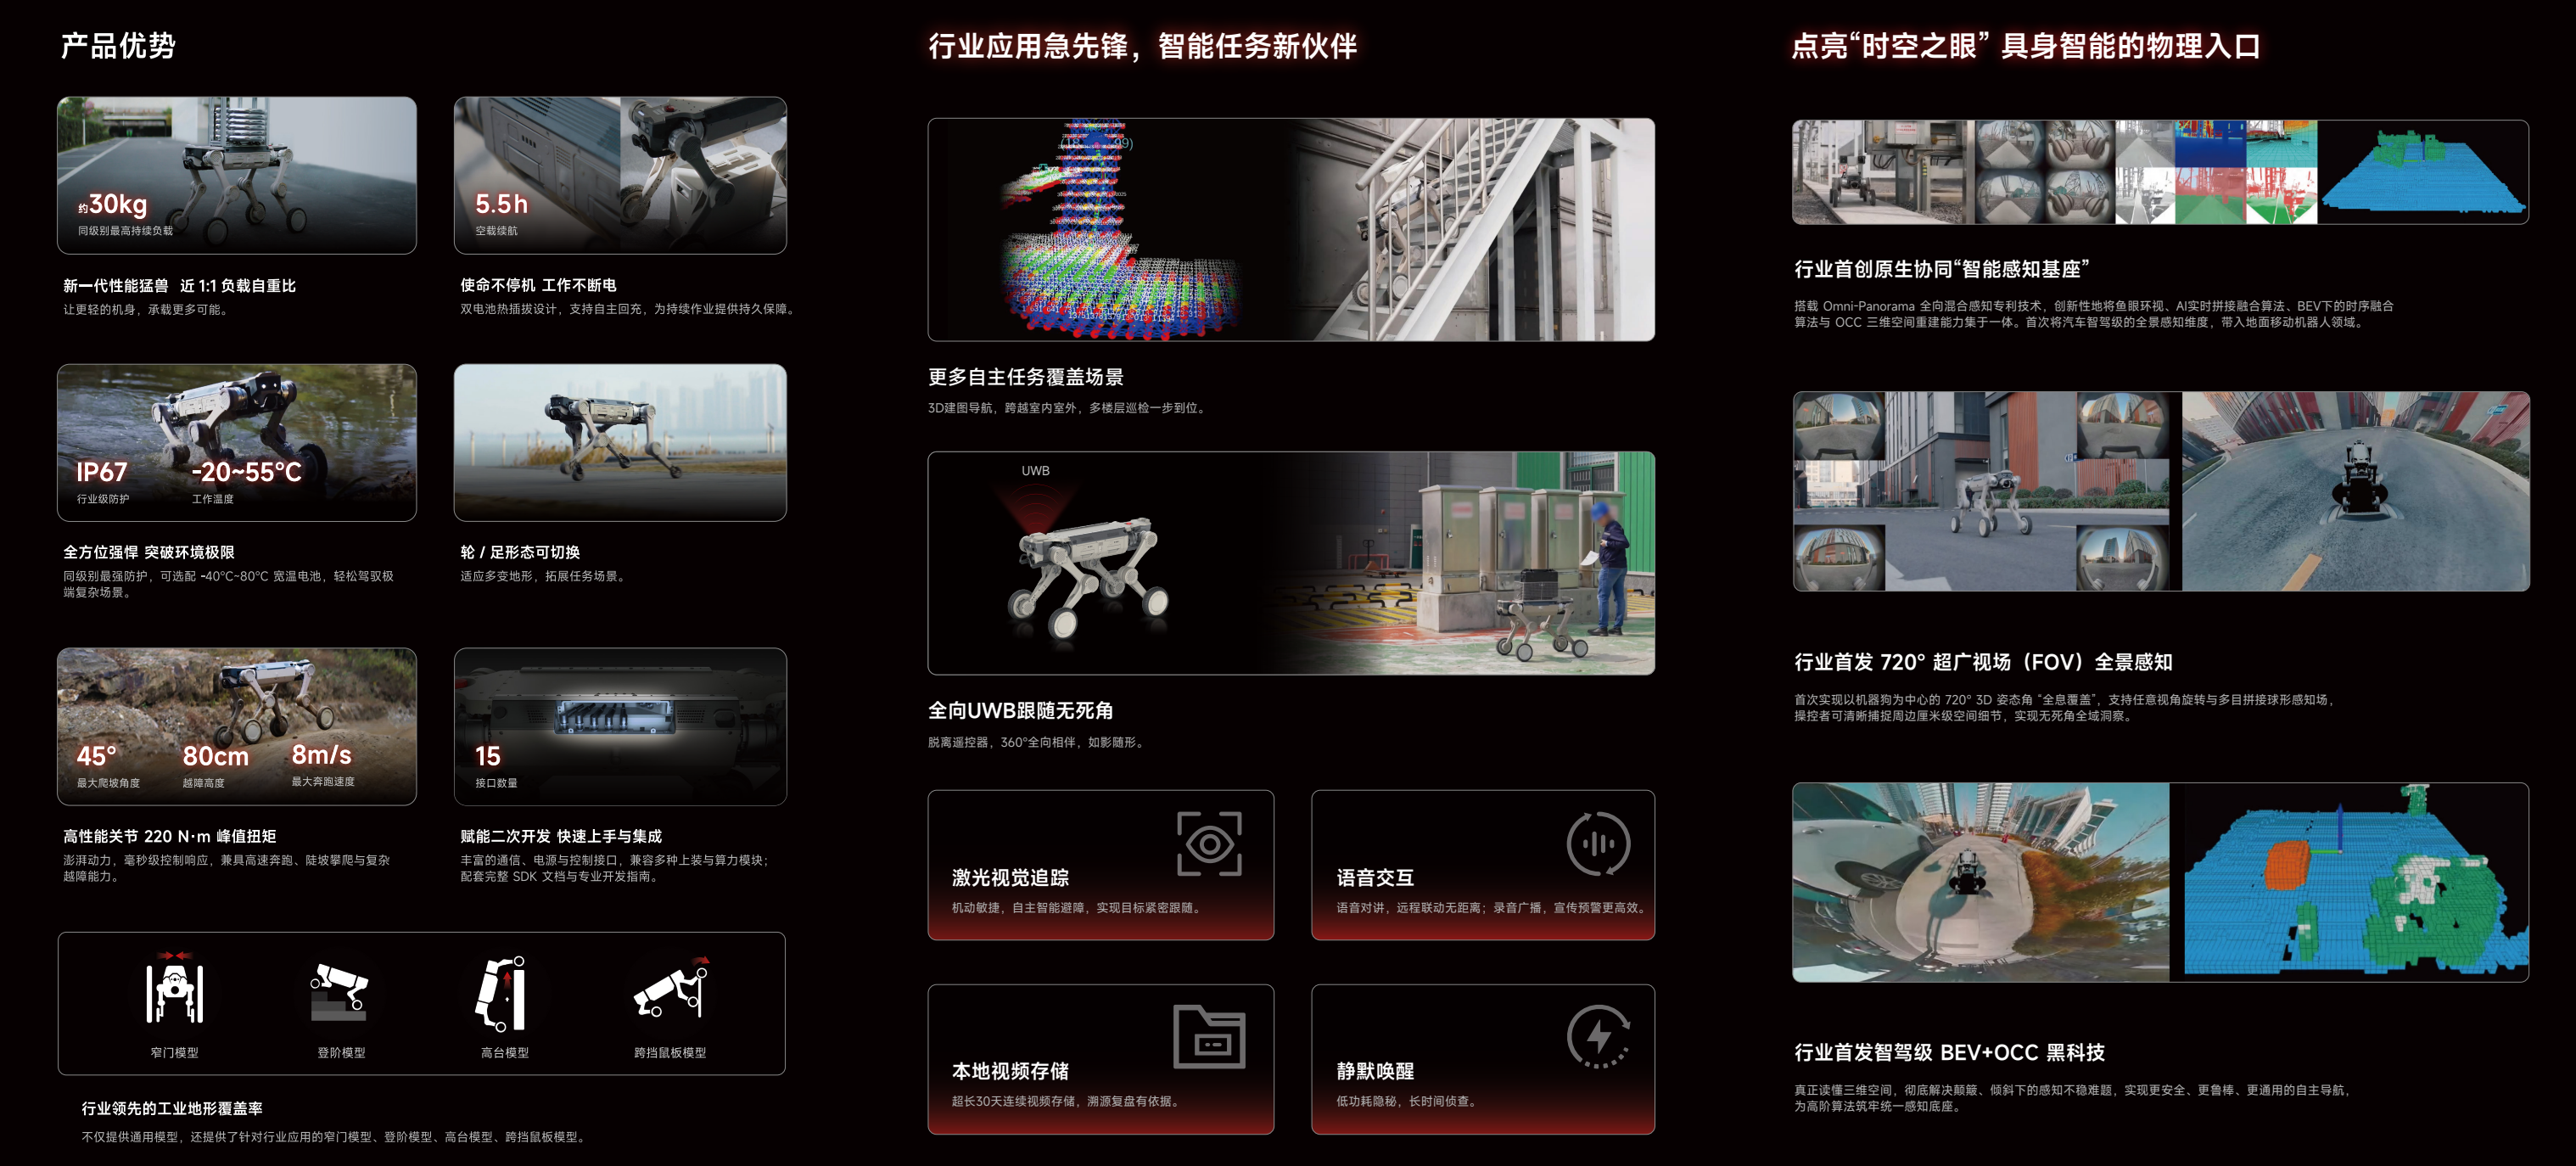 产品优势
约30kg
同级别最高持续负载
5.5h
空载续航
新一代性能猛兽 近 1:1 负载自重比
让更轻的机身，承载更多可能。
使命不停机 工作不断电
双电池热插拔设计，支持自主回充，为持续作业提供持久保障。
IP67
行业级防护
-20~55°C
工作温度
全方位强悍 突破环境极限
同级别最强防护，可选配 -40°C~80°C 宽温电池，轻松驾驭极
端复杂场景。
轮 / 足形态可切换
适应多变地形，拓展任务场景。
45°
最大爬坡角度
80cm
越障高度
8m/s
最大奔跑速度
15
接口数量
高性能关节 220 N·m 峰值扭矩
澎湃动力，毫秒级控制响应，兼具高速奔跑、陡坡攀爬与复杂
越障能力。
赋能二次开发 快速上手与集成
丰富的通信、电源与控制接口，兼容多种上装与算力模块；
配套完整 SDK 文档与专业开发指南。
窄门模型
登阶模型
高台模型
跨挡鼠板模型
行业领先的工业地形覆盖率
不仅提供通用模型，还提供了针对行业应用的窄门模型、登阶模型、高台模型、跨挡鼠板模型。
行业应用急先锋，智能任务新伙伴
更多自主任务覆盖场景
3D建图导航，跨越室内室外，多楼层巡检一步到位。
UWB
全向UWB跟随无死角
脱离遥控器，360°全向相伴，如影随形。
激光视觉追踪
机动敏捷，自主智能避障，实现目标紧密跟随。
语音交互
语音对讲，远程联动无距离；录音广播，宣传预警更高效。
本地视频存储
超长30天连续视频存储，溯源复盘有依据。
静默唤醒
低功耗隐秘，长时间侦查。
点亮“时空之眼” 具身智能的物理入口
行业首创原生协同“智能感知基座”
搭载 Omni-Panorama 全向混合感知专利技术，创新性地将鱼眼环视、AI实时拼接融合算法、BEV下的时序融合
算法与 OCC 三维空间重建能力集于一体。首次将汽车智驾级的全景感知维度，带入地面移动机器人领域。
行业首发 720° 超广视场（FOV）全景感知
首次实现以机器狗为中心的 720° 3D 姿态角 “全息覆盖”，支持任意视角旋转与多目拼接球形感知场，
操控者可清晰捕捉周边厘米级空间细节，实现无死角全域洞察。
行业首发智驾级 BEV+OCC 黑科技
真正读懂三维空间，彻底解决颠簸、倾斜下的感知不稳难题，实现更安全、更鲁棒、更通用的自主导航，
为高阶算法筑牢统一感知底座。